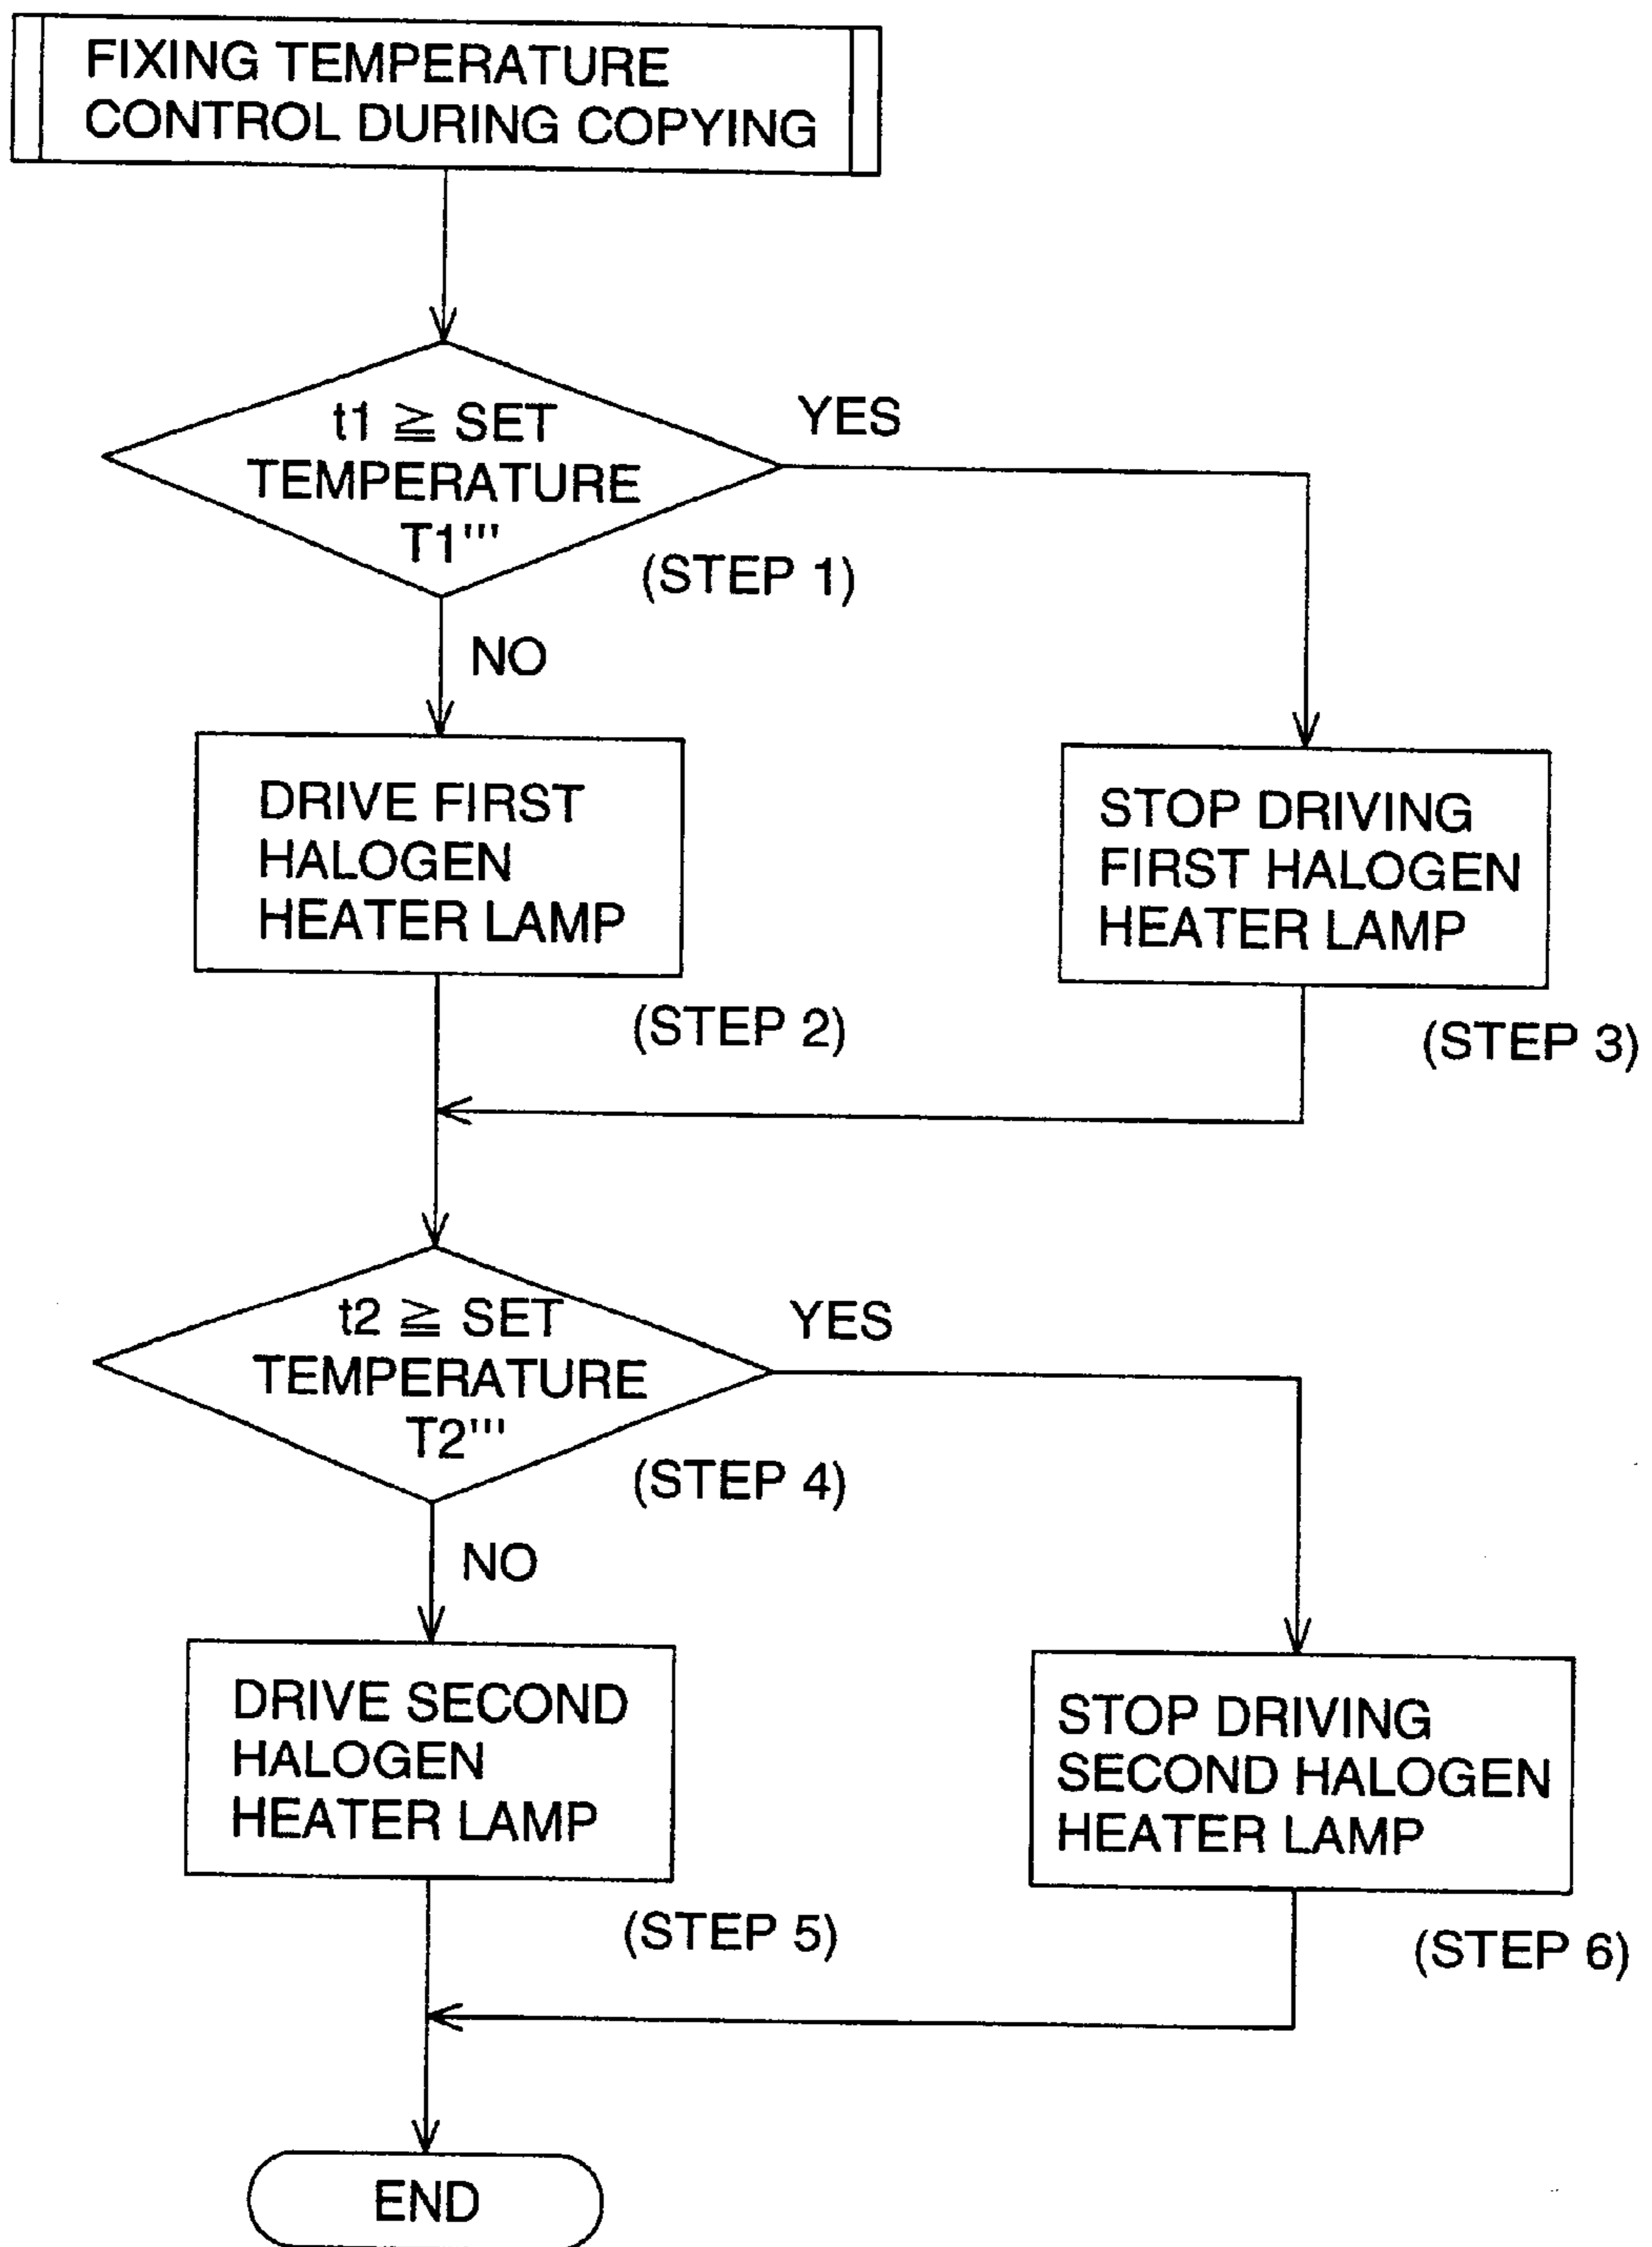 FIXING TEMPERATURE
CONTROL DURING COPYING
t1 ≧ SET
TEMPERATURE
T1'''
YES
(STEP 1)
NO
DRIVE FIRST
HALOGEN
HEATER LAMP
(STEP 2)
STOP DRIVING
FIRST HALOGEN
HEATER LAMP
(STEP 3)
t2 ≧ SET
TEMPERATURE
T2'''
YES
(STEP 4)
NO
DRIVE SECOND
HALOGEN
HEATER LAMP
(STEP 5)
STOP DRIVING
SECOND HALOGEN
HEATER LAMP
(STEP 6)
END